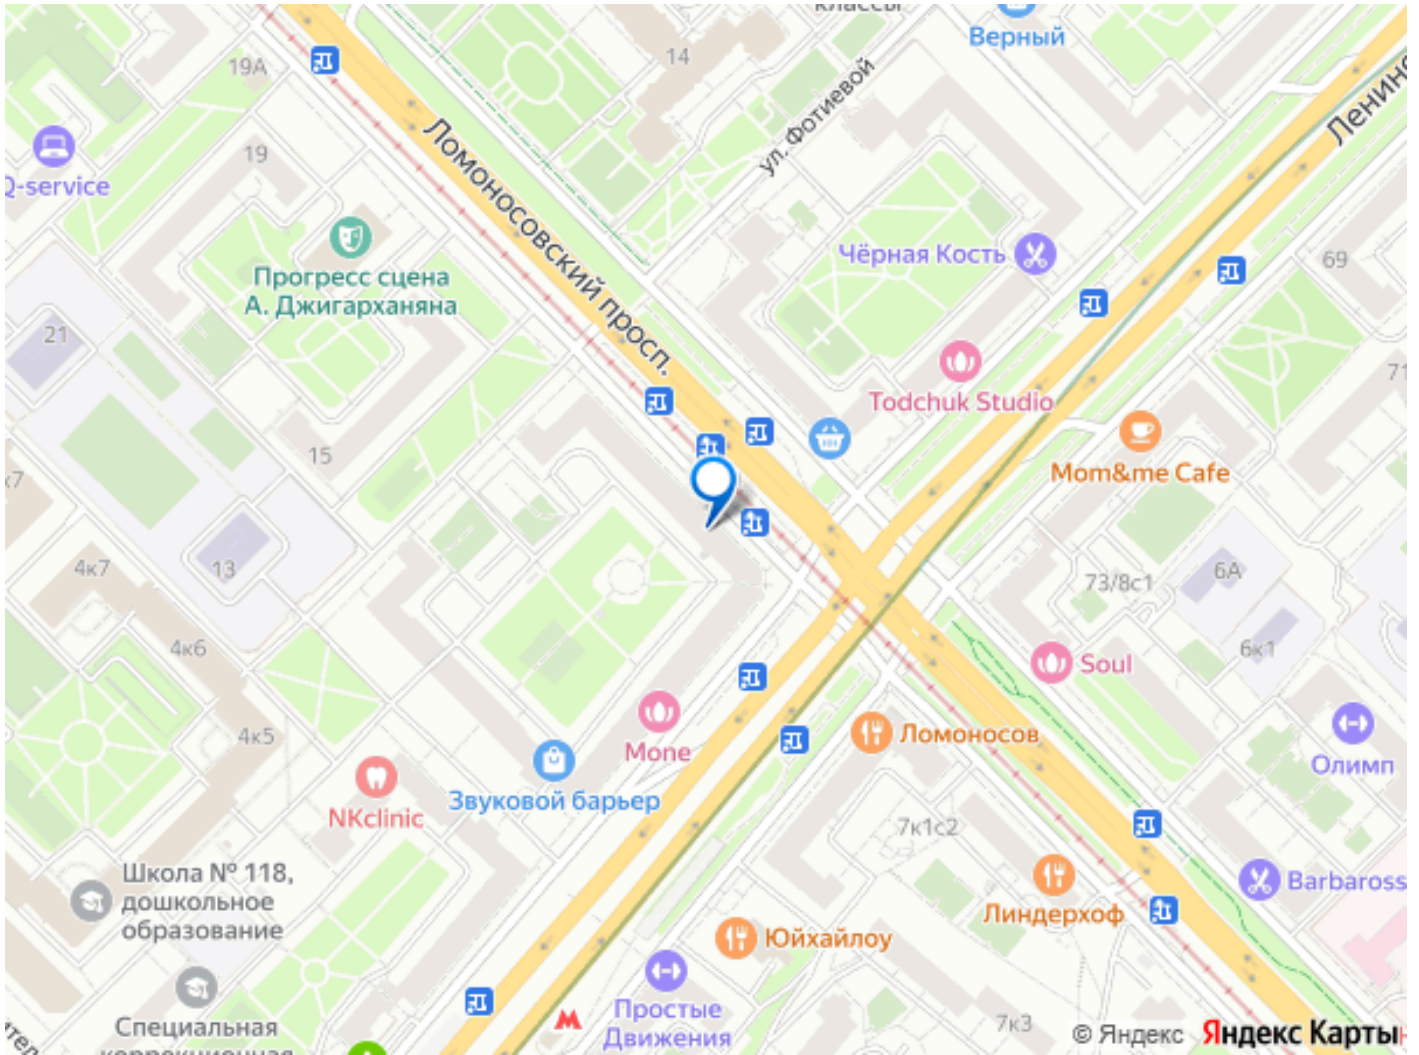 классы
Верный
14
19А
ул. Фотиевой
Ломоносовский просп.
19
Q-service
Чёрная Кость
69
Прогресс сцена
А. Джигарханяна
21
71
Todchuk Studio
15
Mom&me Cafe
к7
4к7
13
6А
73/8с1
4к6
6к1
Soul
4к5
Mone
Ломоносов
Олимп
Звуковой барьер
NKclinic
7к1с2
Школа № 118,
дошкольное
образование
Barbaross
Линдерхоф
Юйхайлоу
Простые
Движения
7к3
Специальная
коррекционная
© Яндекс Яндекс Карты